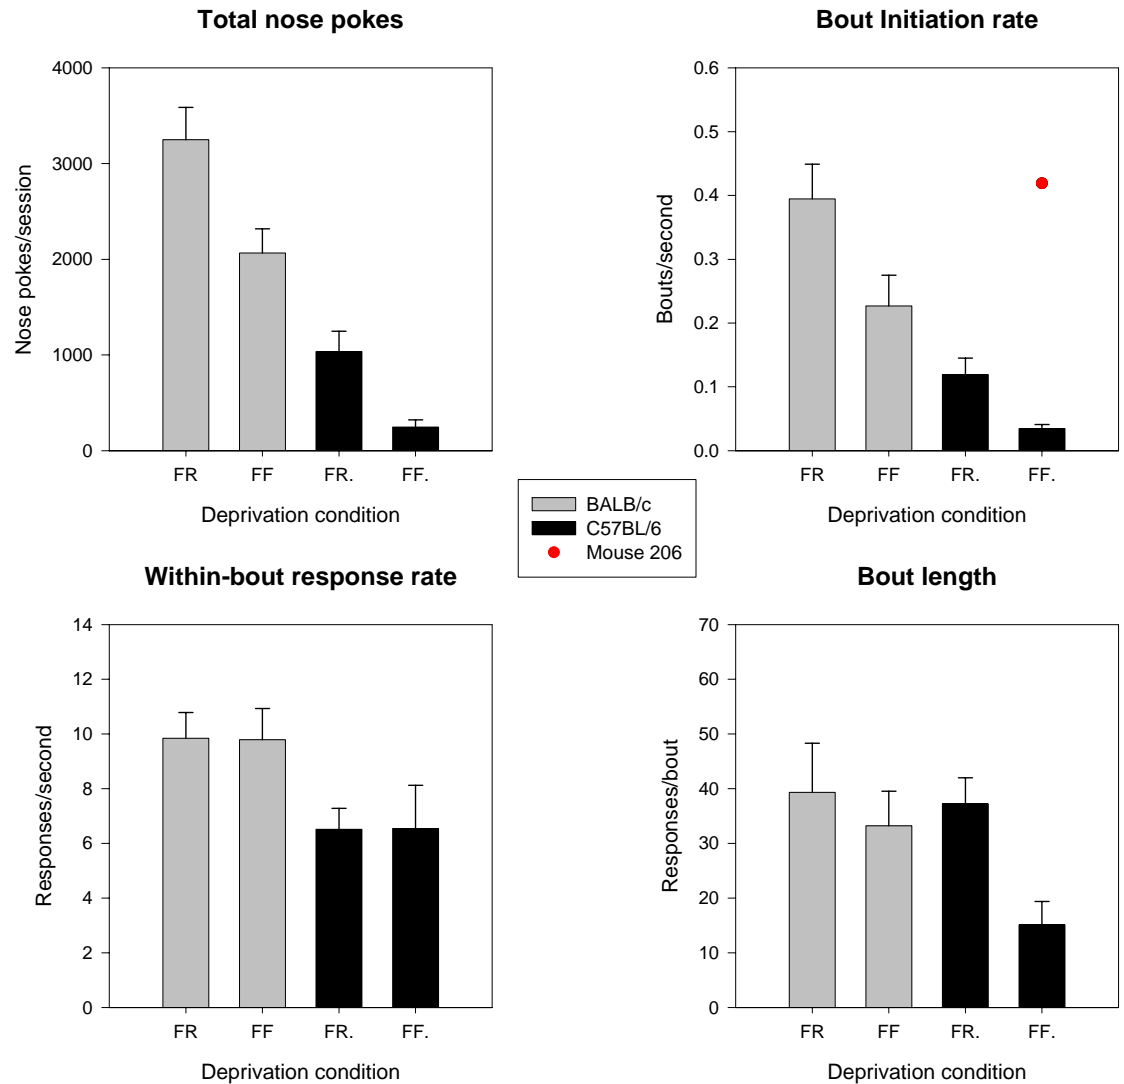 Total nose pokes
Nose pokes/session
4000
3000
2000
1000
0
FR FF FR. FF.
Deprivation condition
Bout Initiation rate
Bouts/second
0.6
0.5
0.4
0.3
0.2
0.1
0.0
FR FF FR. FF.
Deprivation condition
BALB/c
C57BL/6
Mouse 206
Within-bout response rate
Responses/second
14
12
10
8
6
4
2
0
FR FF FR. FF.
Deprivation condition
Bout length
Responses/bout
70
60
50
40
30
20
10
0
FR FF FR. FF.
Deprivation condition